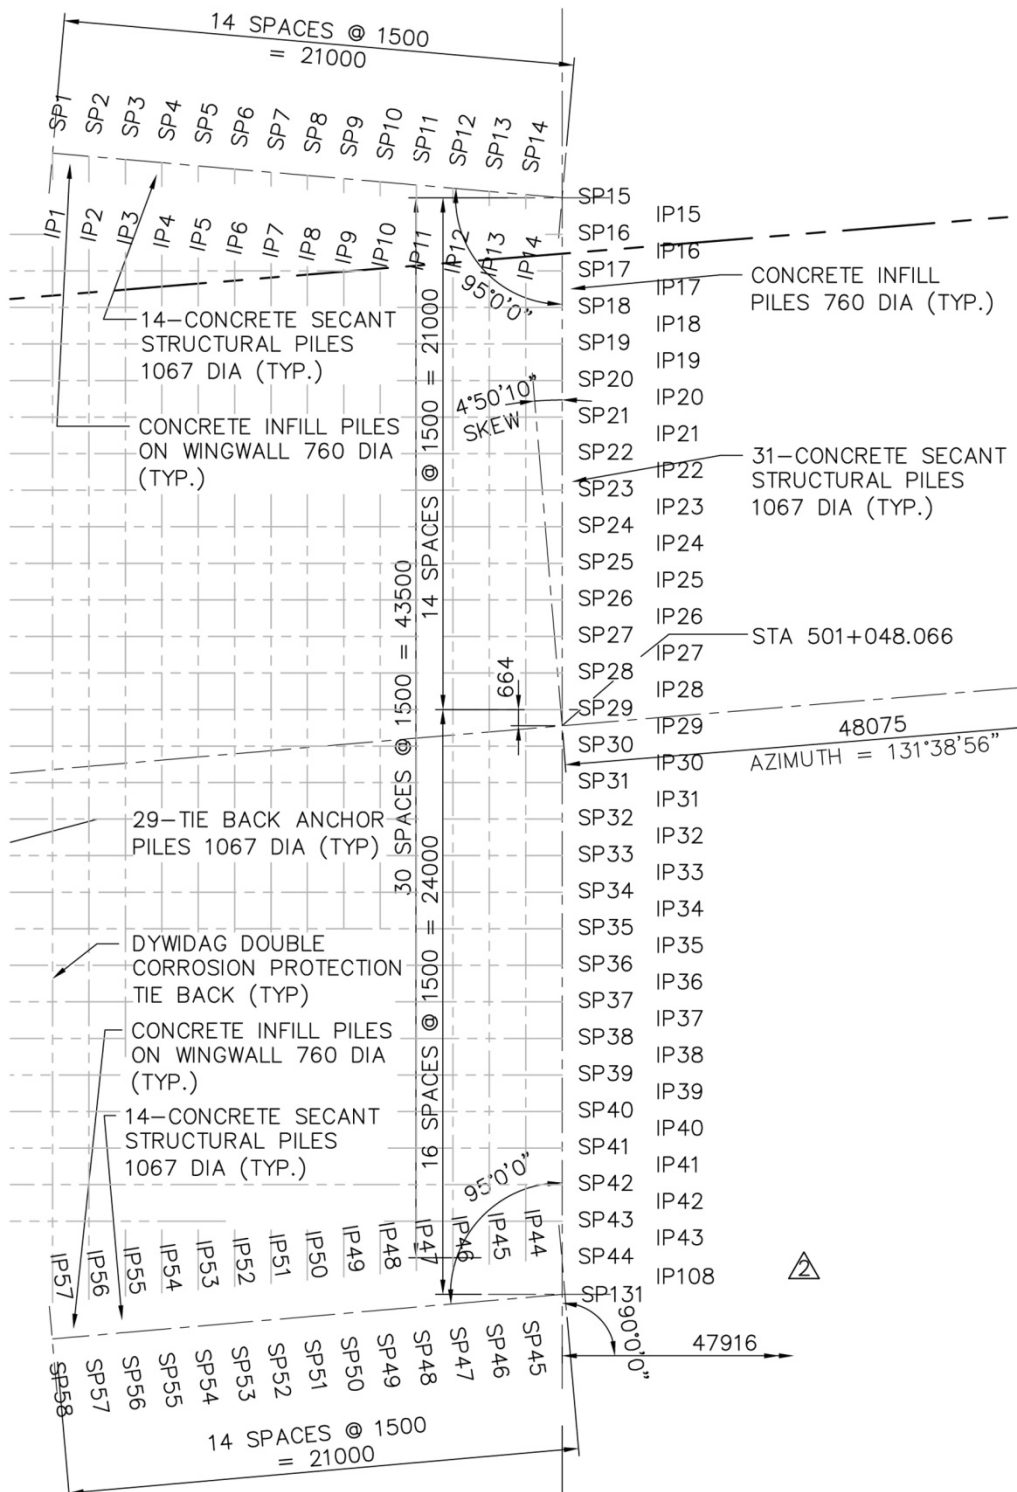 14 SPACES @ 1500
= 21000
SP1
SP2
SP3
SP4
SP5
SP6
SP7
SP8
SP9
SP10
SP11
SP12
SP13
SP14
IP1
IP2
IP3
IP4
IP5
IP6
IP7
IP8
IP9
IP10
IP11
IP12
IP13
IP14
SP15
IP15
SP16
IP16
SP17
IP17
SP18
IP18
SP19
IP19
SP20
IP20
SP21
IP21
SP22
IP22
SP23
IP23
SP24
IP24
SP25
IP25
SP26
IP26
SP27
IP27
SP28
IP28
SP29
IP29
SP30
IP30
SP31
IP31
SP32
IP32
SP33
IP33
SP34
IP34
SP35
IP35
SP36
IP36
SP37
IP37
SP38
IP38
SP39
IP39
SP40
IP40
SP41
IP41
SP42
IP42
SP43
IP43
SP44
IP108
SP131
95°0'0"
CONCRETE INFILL
PILES 760 DIA (TYP.)
14-CONCRETE SECANT
STRUCTURAL PILES
1067 DIA (TYP.)
CONCRETE INFILL PILES
ON WINGWALL 760 DIA
(TYP.)
14 SPACES @ 1500 = 21000
4°50'10"
SKEW
31-CONCRETE SECANT
STRUCTURAL PILES
1067 DIA (TYP.)
30 SPACES @ 1500 = 43500
STA 501+048.066
664
48075
AZIMUTH = 131°38'56"
29-TIE BACK ANCHOR
PILES 1067 DIA (TYP)
16 SPACES @ 1500 = 24000
DYWIDAG DOUBLE
CORROSION PROTECTION
TIE BACK (TYP)
CONCRETE INFILL PILES
ON WINGWALL 760 DIA
(TYP.)
14-CONCRETE SECANT
STRUCTURAL PILES
1067 DIA (TYP.)
95°0'0"
2
IP57
IP56
IP55
IP54
IP53
IP52
IP51
IP50
IP49
IP48
IP47
IP46
IP45
IP44
90°0'0"
47916
SP58
SP57
SP56
SP55
SP54
SP53
SP52
SP51
SP50
SP49
SP48
SP47
SP46
SP45
14 SPACES @ 1500
= 21000